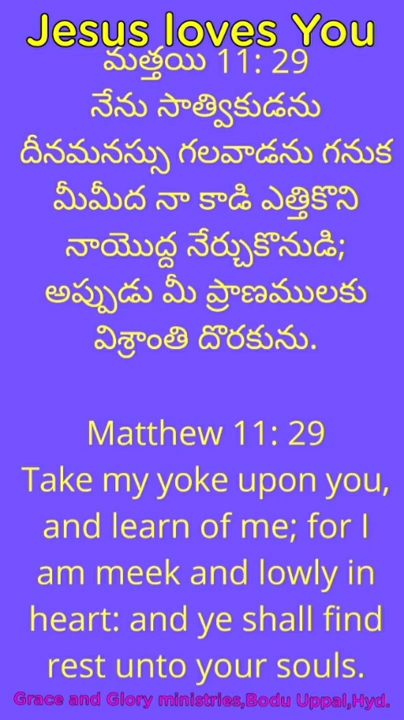 Jesus loves You
మత్తయి 11: 29
నేను సాత్వికుడను
దీనమనస్సు గలవాడను గనుక
మీమీద నా కాడి ఎత్తికొని
నాయొద్ద నేర్చుకొనుడి;
అప్పుడు మీ ప్రాణములకు
విశ్రాంతి దొరకును.
Matthew 11: 29
Take my yoke upon you,
and learn of me; for I
am meek and lowly in
heart: and ye shall find
rest unto your souls.
Grace and Glory ministries,Bodu Uppal,Hyd.